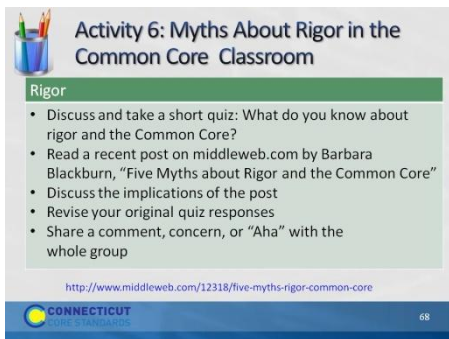 Activity 6: Myths About Rigor in the
Common Core Classroom
Rigor
• Discuss and take a short quiz: What do you know about
rigor and the Common Core?
• Read a recent post on middleweb.com by Barbara
Blackburn, “Five Myths about Rigor and the Common Core”
• Discuss the implications of the post
• Revise your original quiz responses
• Share a comment, concern, or “Aha” with the
whole group
http://www.middleweb.com/12318/five-myths-rigor-common-core
CONNECTICUT
CORE STANDARDS
68